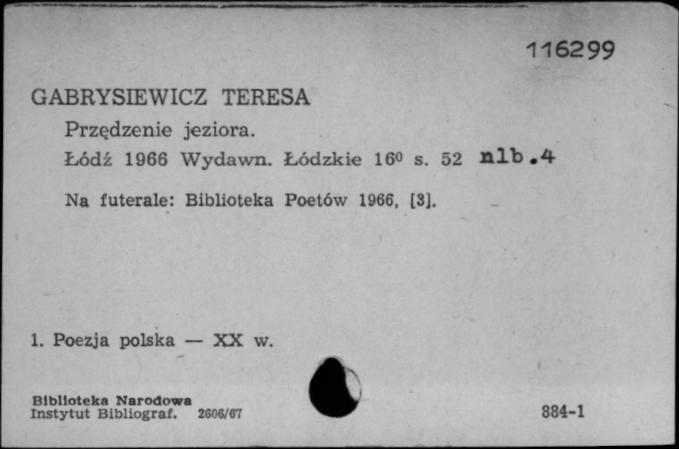 116299
GABRYSIEWICZ TERESA
Przędzenie jeziora.
Łódź 1966 Wydawn. Łódzkie 16⁰ s. 52 nlb.4
Na futerale: Biblioteka Poetów 1966, [3].
1. Poezja polska — XX w.
Biblioteka Narodowa
Instytut Bibliograf. 2606/67
884-1